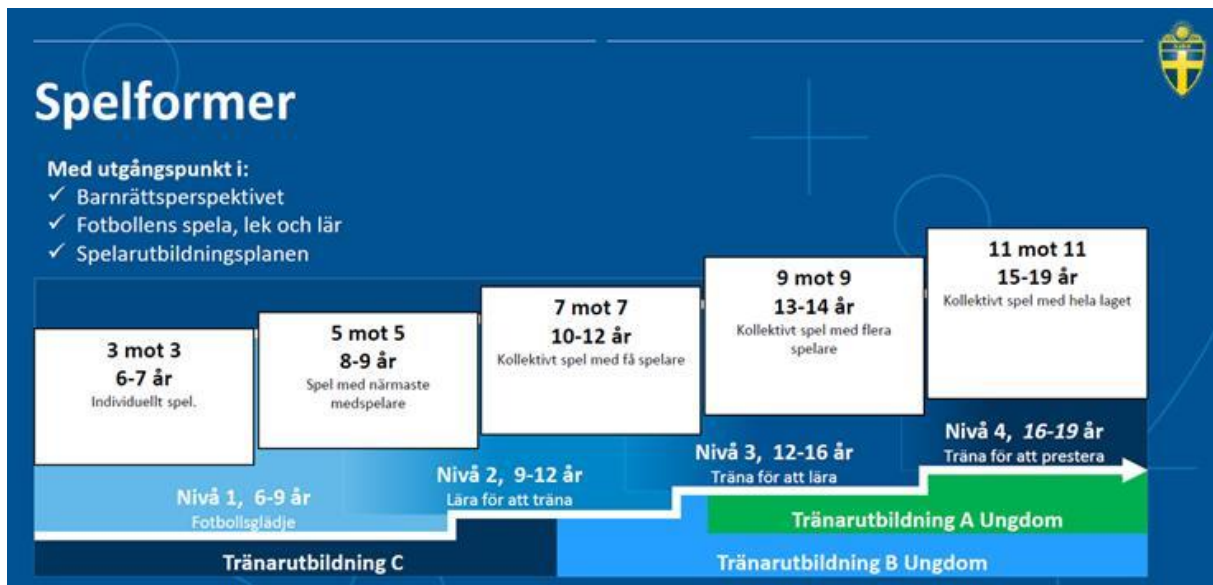 Spelformer
Med utgångspunkt i:
✓ Barnrättsperspektivet
✓ Fotbollens spela, lek och lär
✓ Spelarutbildningsplanen
3 mot 3
6-7 år
Individuellt spel.
5 mot 5
8-9 år
Spel med närmaste
medspelare
7 mot 7
10-12 år
Kollektivt spel med få spelare
9 mot 9
13-14 år
Kollektivt spel med flera
spelare
11 mot 11
15-19 år
Kollektivt spel med hela laget
Nivå 1, 6-9 år
Fotbollsglädje
Nivå 2, 9-12 år
Lära för att träna
Nivå 3, 12-16 år
Träna för att lära
Nivå 4, 16-19 år
Träna för att prestera
Tränarutbildning A Ungdom
Tränarutbildning C
Tränarutbildning B Ungdom